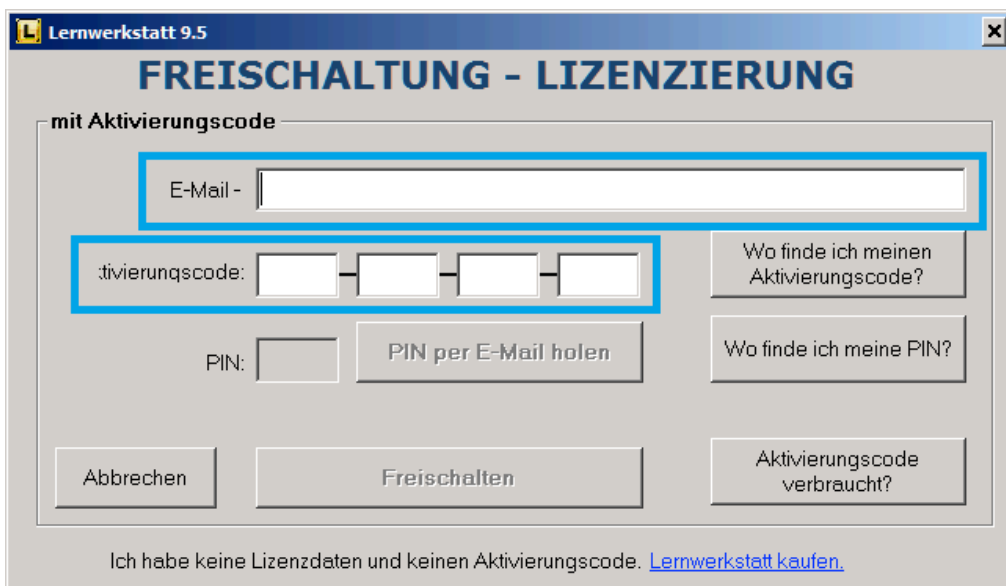 Lernwerkstatt 9.5
FREISCHALTUNG - LIZENZIERUNG
mit Aktivierungscode
E-Mail -
:tivierungscode:
Wo finde ich meinen
Aktivierungscode?
PIN:
PIN per E-Mail holen
Wo finde ich meine PIN?
Abbrechen
Freischalten
Aktivierungscode
verbraucht?
Ich habe keine Lizenzdaten und keinen Aktivierungscode. Lernwerkstatt kaufen.